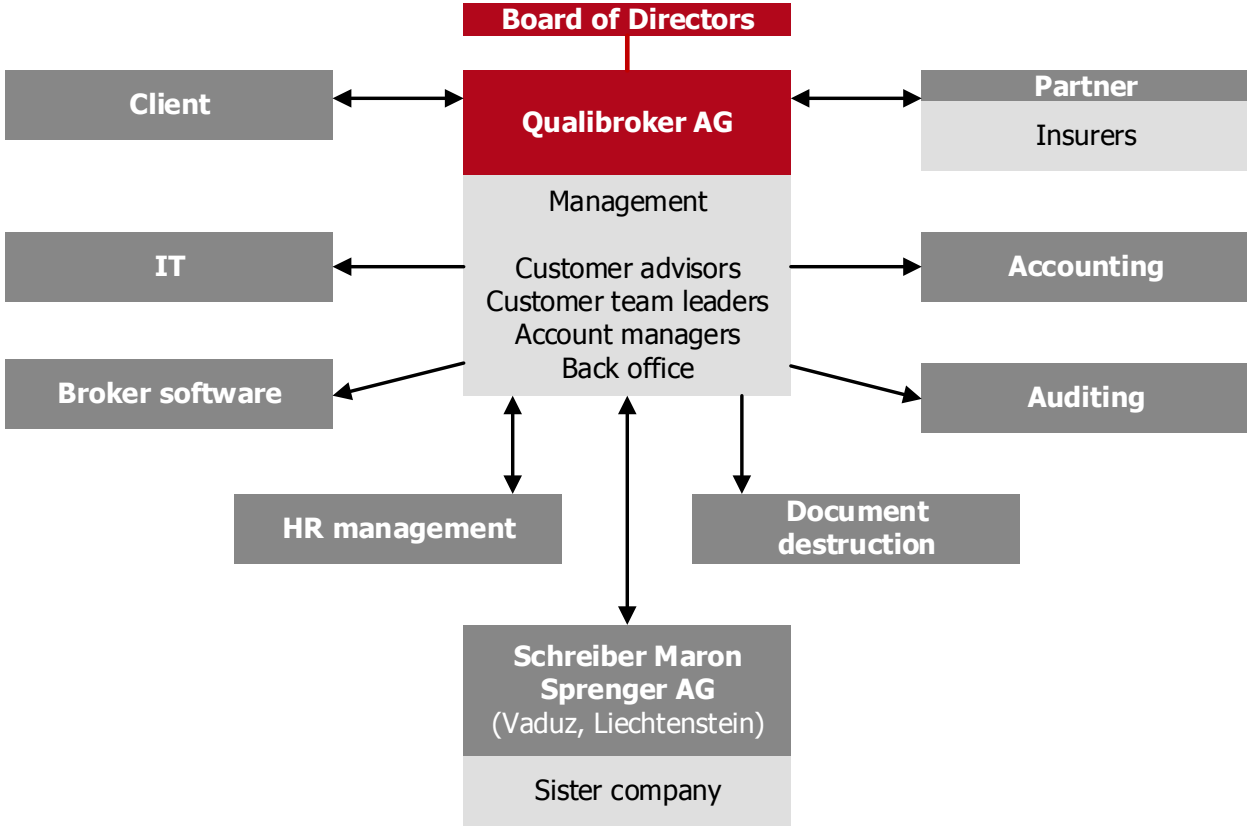 Board of Directors
Client
Qualibroker AG
Partner
Insurers
Management
IT
Customer advisors
Customer team leaders
Account managers
Back office
Accounting
Broker software
Auditing
HR management
Document
destruction
Schreiber Maron
Sprenger AG
(Vaduz, Liechtenstein)
Sister company